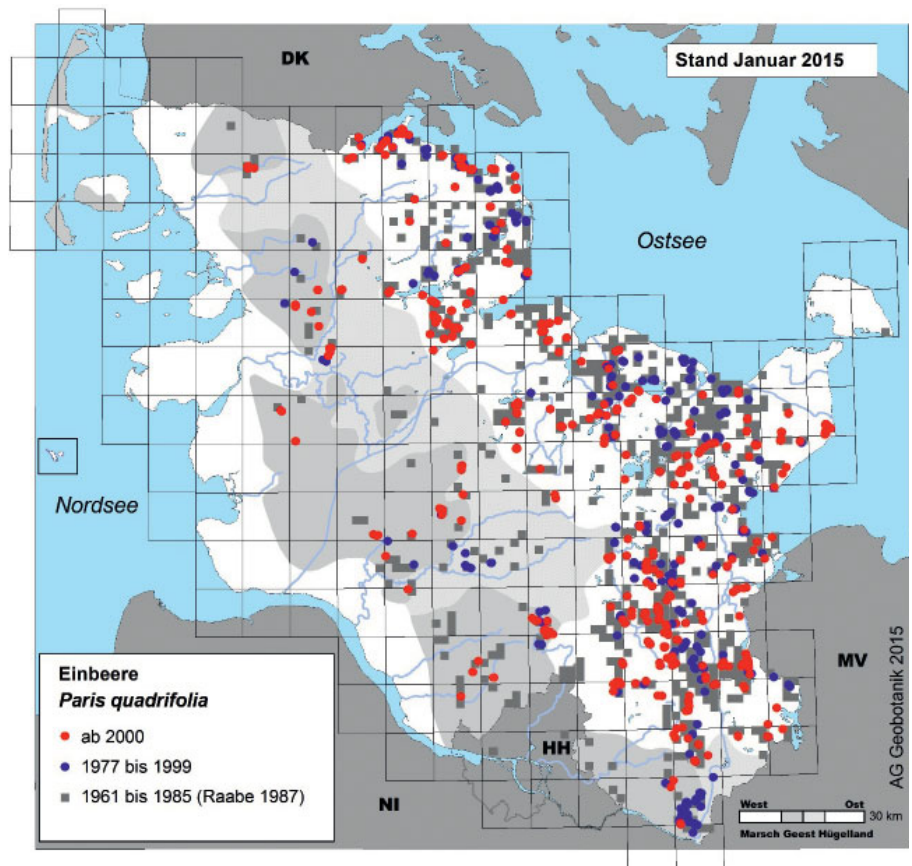 DK
Stand Januar 2015
Ostsee
Nordsee
Einbeere
Paris quadrifolia
ab 2000
1977 bis 1999
1961 bis 1985 (Raabe 1987)
NI
HH
MV
West Ost
30 km
Marsch Geest Hügelland
AG Geobotanik 2015